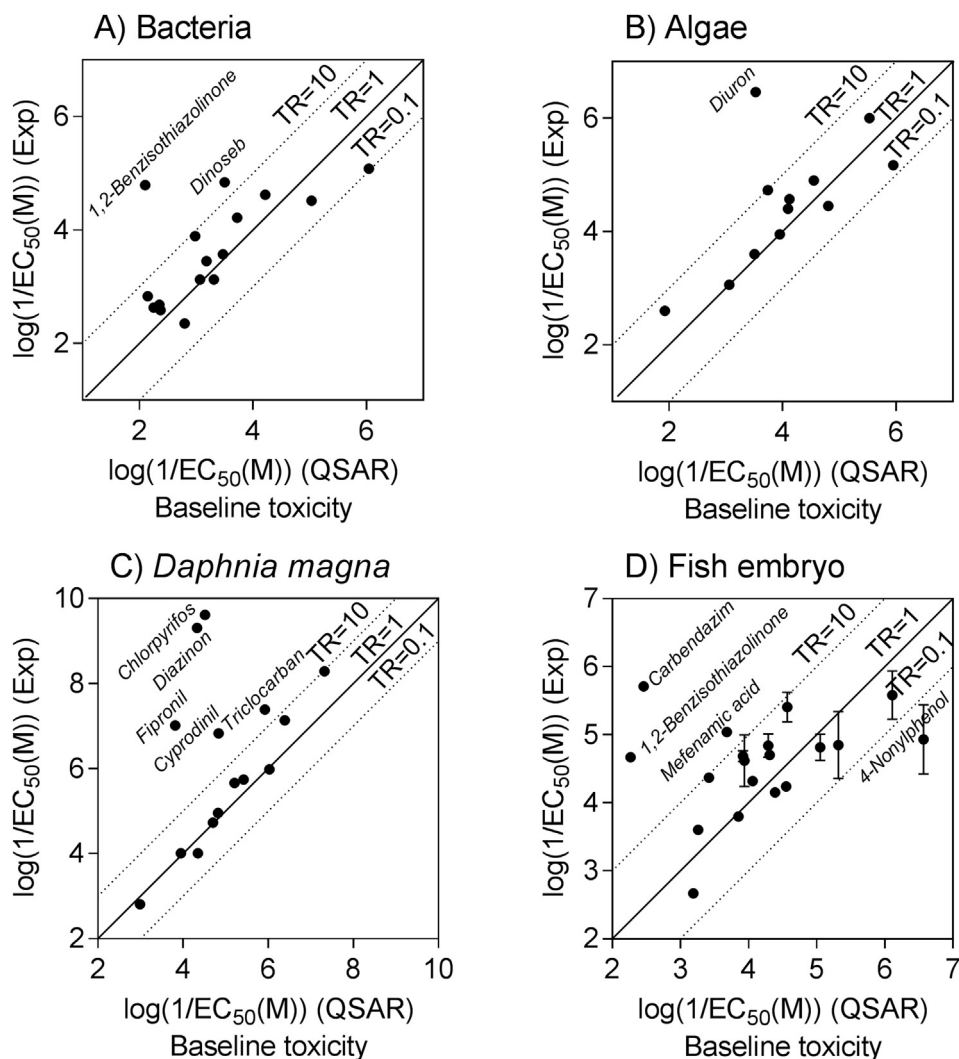 A) Bacteria
log(1/EC₅₀(M)) (Exp)
6
4
2
1,2-Benzisothiazolinone
Dinoseb
TR=10
TR=1
TR=0.1
2 4 6
log(1/EC₅₀(M)) (QSAR)
Baseline toxicity
B) Algae
log(1/EC₅₀(M)) (Exp)
6
4
2
Diuron
TR=10
TR=1
TR=0.1
2 4 6
log(1/EC₅₀(M)) (QSAR)
Baseline toxicity
C) Daphnia magna
log(1/EC₅₀(M)) (Exp)
10
8
6
4
2
Chlorpyrifos
Diazinon
Fipronil
Cyprodinil
Triclocarban
TR=10
TR=1
TR=0.1
2 4 6 8 10
log(1/EC₅₀(M)) (QSAR)
Baseline toxicity
D) Fish embryo
log(1/EC₅₀(M)) (Exp)
7
6
5
4
3
2
Carbendazim
1,2-Benzisothiazolinone
Mefenamic acid
TR=10
TR=1
TR=0.1
4-Nonylphenol
2 3 4 5 6 7
log(1/EC₅₀(M)) (QSAR)
Baseline toxicity